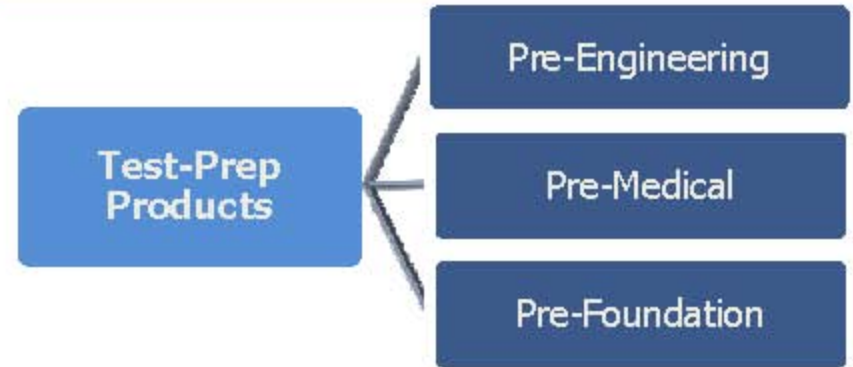 Test-Prep
Products
Pre-Engineering
Pre-Medical
Pre-Foundation